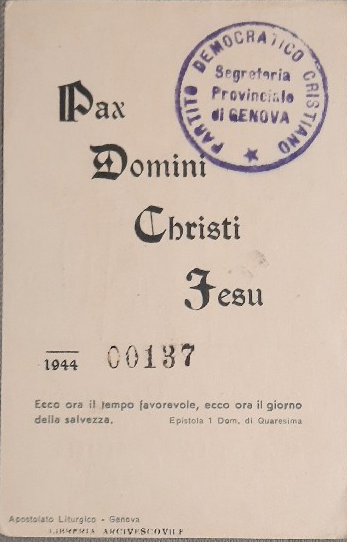 PARTITO DEMOCRATICO CRISTIANO
Segreteria
Provinciale
di GENOVA
Pax
Domini
Christi
Jesu
1944 00137
Ecco ora il tempo favorevole, ecco ora il giorno
della salvezza. Epistola 1 Dom. di Quaresima
Apostolato Liturgico - Genova
LIBRERIA ARCIVESCOVILE